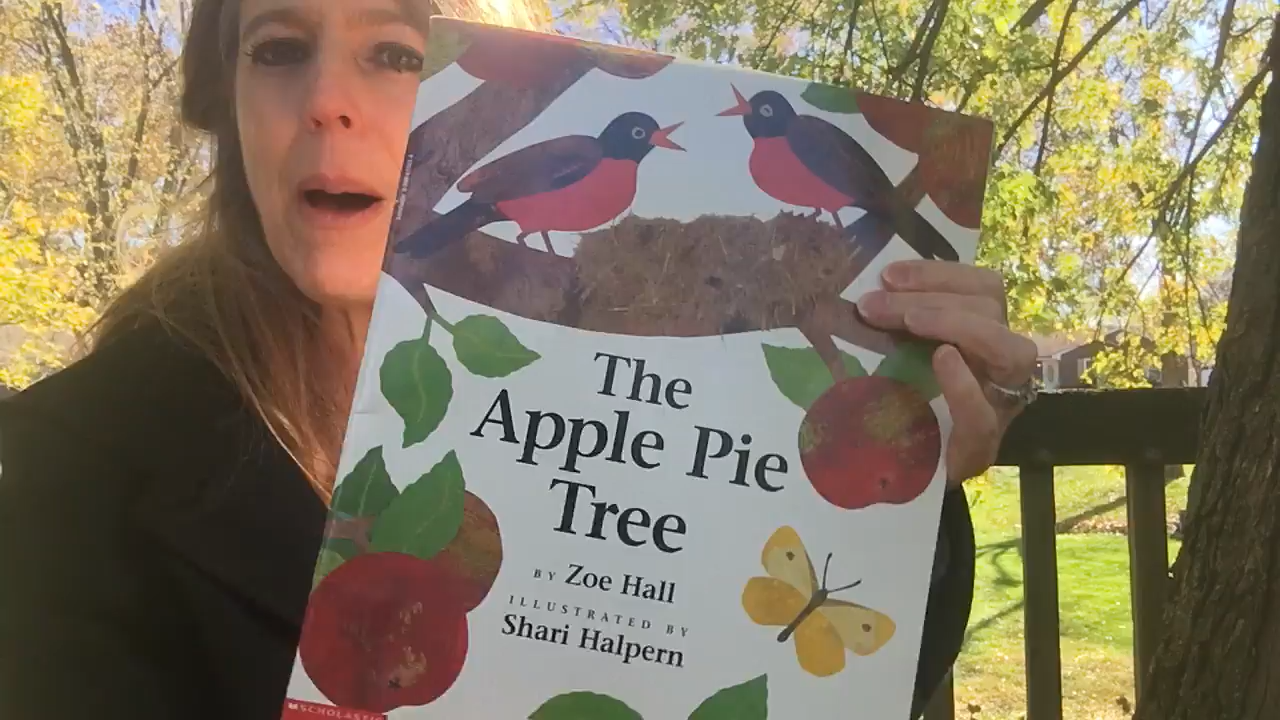 The
Apple Pie
Tree
BY Zoe Hall
ILLUSTRATED BY
Shari Halpern
SCHOLASTIC